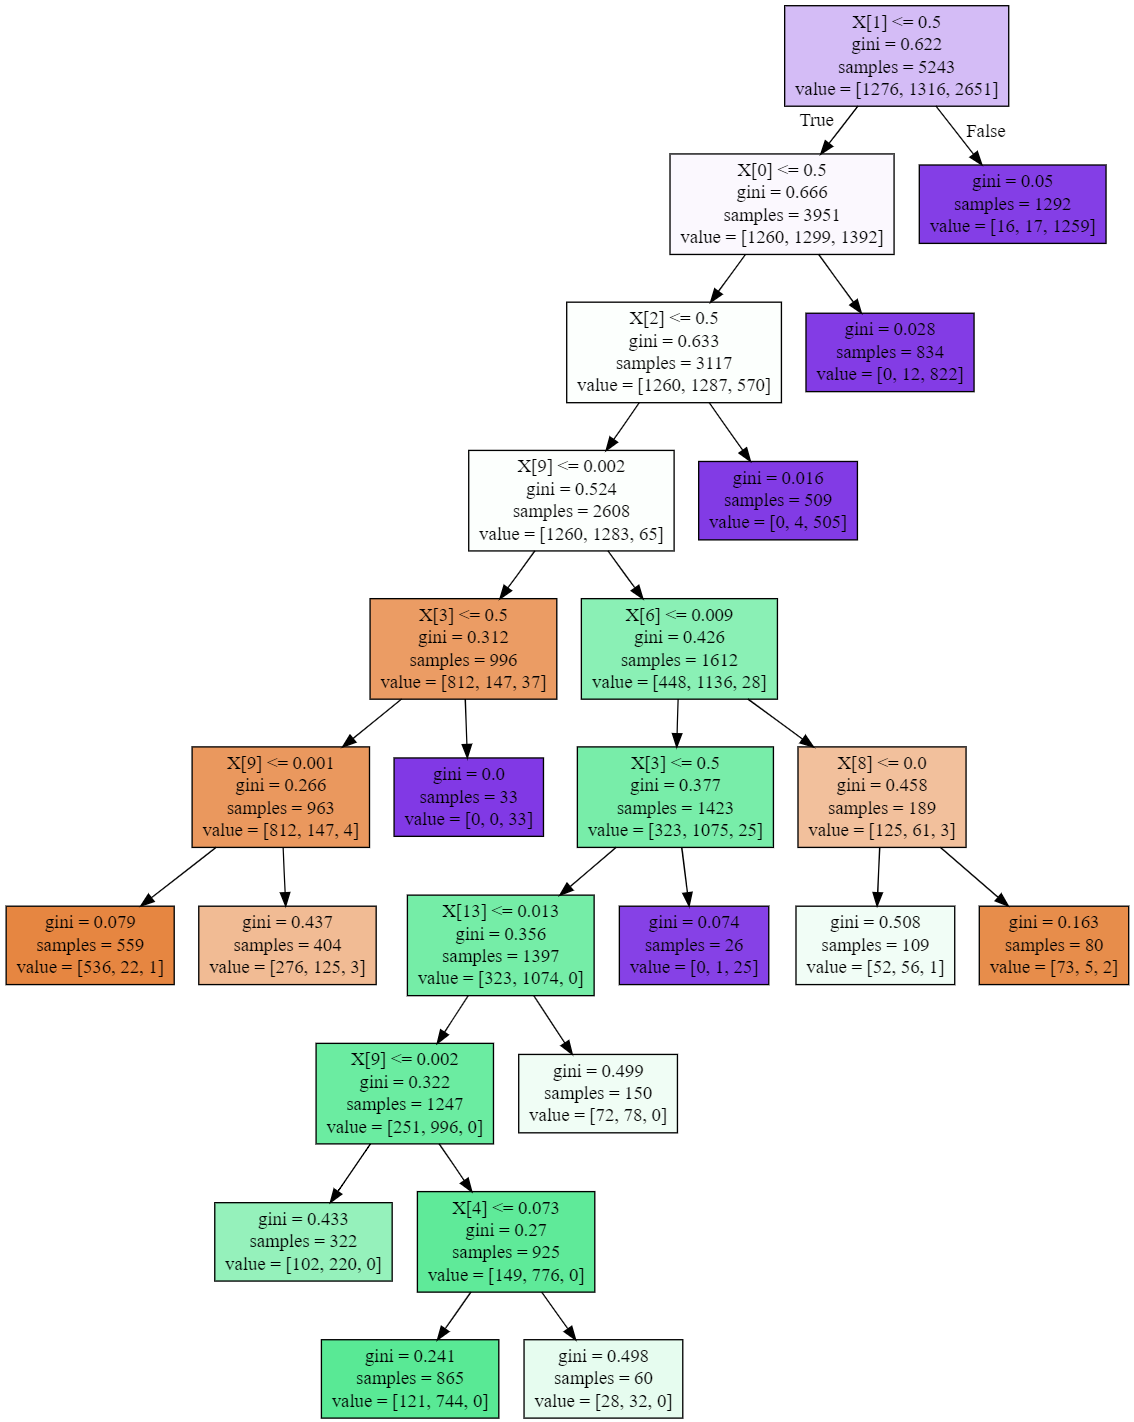 X[1] <= 0.5
gini = 0.622
samples = 5243
value = [1276, 1316, 2651]
True
False
X[0] <= 0.5
gini = 0.666
samples = 3951
value = [1260, 1299, 1392]
gini = 0.05
samples = 1292
value = [16, 17, 1259]
X[2] <= 0.5
gini = 0.633
samples = 3117
value = [1260, 1287, 570]
gini = 0.028
samples = 834
value = [0, 12, 822]
X[9] <= 0.002
gini = 0.524
samples = 2608
value = [1260, 1283, 65]
gini = 0.016
samples = 509
value = [0, 4, 505]
X[3] <= 0.5
gini = 0.312
samples = 996
value = [812, 147, 37]
X[6] <= 0.009
gini = 0.426
samples = 1612
value = [448, 1136, 28]
X[9] <= 0.001
gini = 0.266
samples = 963
value = [812, 147, 4]
gini = 0.0
samples = 33
value = [0, 0, 33]
X[3] <= 0.5
gini = 0.377
samples = 1423
value = [323, 1075, 25]
X[8] <= 0.0
gini = 0.458
samples = 189
value = [125, 61, 3]
gini = 0.079
samples = 559
value = [536, 22, 1]
gini = 0.437
samples = 404
value = [276, 125, 3]
X[13] <= 0.013
gini = 0.356
samples = 1397
value = [323, 1074, 0]
gini = 0.074
samples = 26
value = [0, 1, 25]
gini = 0.508
samples = 109
value = [52, 56, 1]
gini = 0.163
samples = 80
value = [73, 5, 2]
X[9] <= 0.002
gini = 0.322
samples = 1247
value = [251, 996, 0]
gini = 0.499
samples = 150
value = [72, 78, 0]
gini = 0.433
samples = 322
value = [102, 220, 0]
X[4] <= 0.073
gini = 0.27
samples = 925
value = [149, 776, 0]
gini = 0.241
samples = 865
value = [121, 744, 0]
gini = 0.498
samples = 60
value = [28, 32, 0]